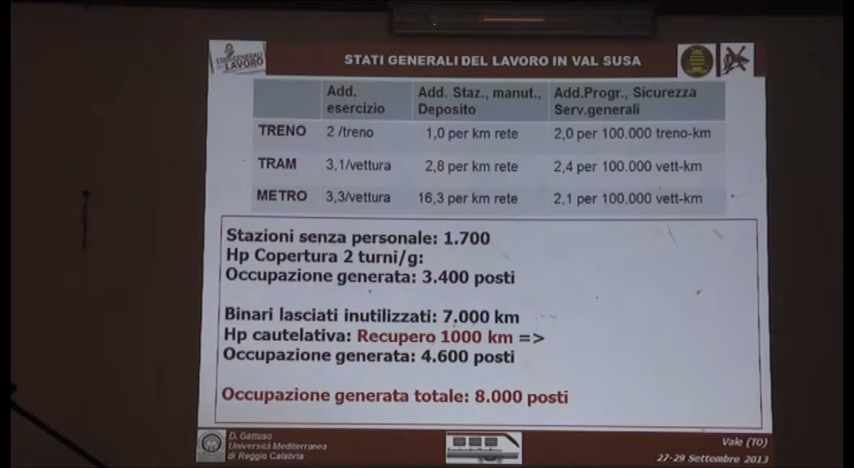 STATI GENERALI
LAVORO
STATI GENERALI DEL LAVORO IN VAL SUSA
Add. esercizio
Add. Staz., manut., Deposito
Add.Progr., Sicurezza Serv.generali
TRENO 2 /treno 1,0 per km rete 2,0 per 100.000 treno-km
TRAM 3,1/vettura 2,8 per km rete 2,4 per 100.000 vett-km
METRO 3,3/vettura 16,3 per km rete 2,1 per 100.000 vett-km
Stazioni senza personale: 1.700
Hp Copertura 2 turni/g:
Occupazione generata: 3.400 posti
Binari lasciati inutilizzati: 7.000 km
Hp cautelativa: Recupero 1000 km =>
Occupazione generata: 4.600 posti
Occupazione generata totale: 8.000 posti
D. Gattuso
Università Mediterranea
di Reggio Calabria
Vaie (TO)
27-29 Settembre 2013